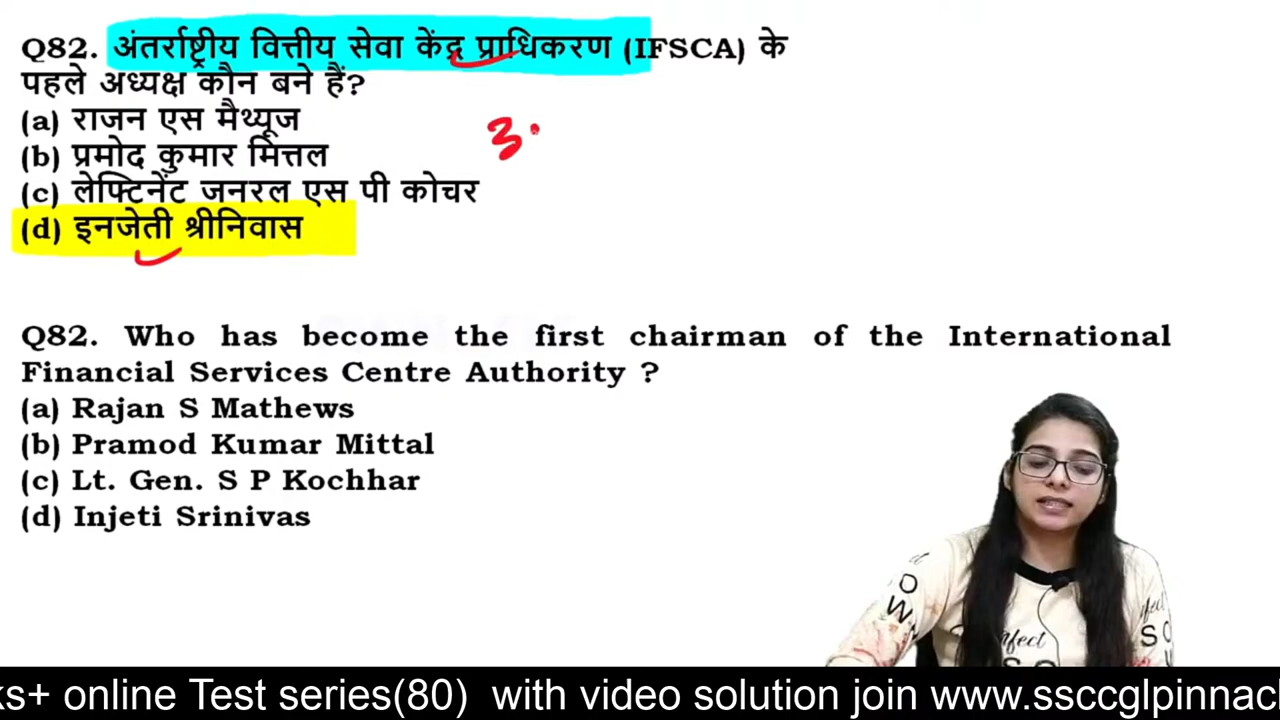 Q82. अंतर्राष्ट्रीय वित्तीय सेवा केंद्र प्राधिकरण (IFSCA) के
पहले अध्यक्ष कौन बने हैं?
(a) राजन एस मैथ्यूज
(b) प्रमोद कुमार मित्तल
(c) लेफ्टिनेंट जनरल एस पी कोचर
(d) इनजेती श्रीनिवास
3.
Q82. Who has become the first chairman of the International
Financial Services Centre Authority ?
(a) Rajan S Mathews
(b) Pramod Kumar Mittal
(c) Lt. Gen. S P Kochhar
(d) Injeti Srinivas
ks+ online Test series(80) with video solution join www.ssccglpinnac